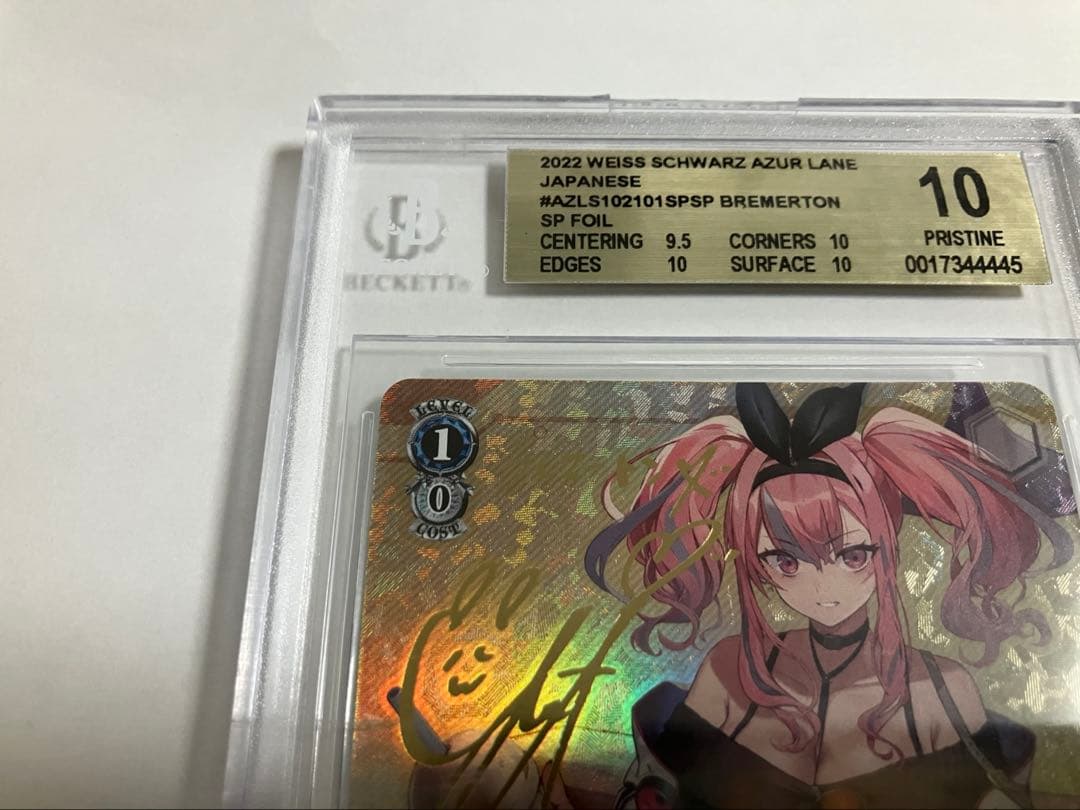 2022 WEISS SCHWARZ AZUR LANE
JAPANESE
#AZLS102101SPSP BREMERTON
SP FOIL
CENTERING 9.5 CORNERS 10
EDGES 10 SURFACE 10
10
PRISTINE
0017344445
BECKETT
LEVEL
1
0
COST